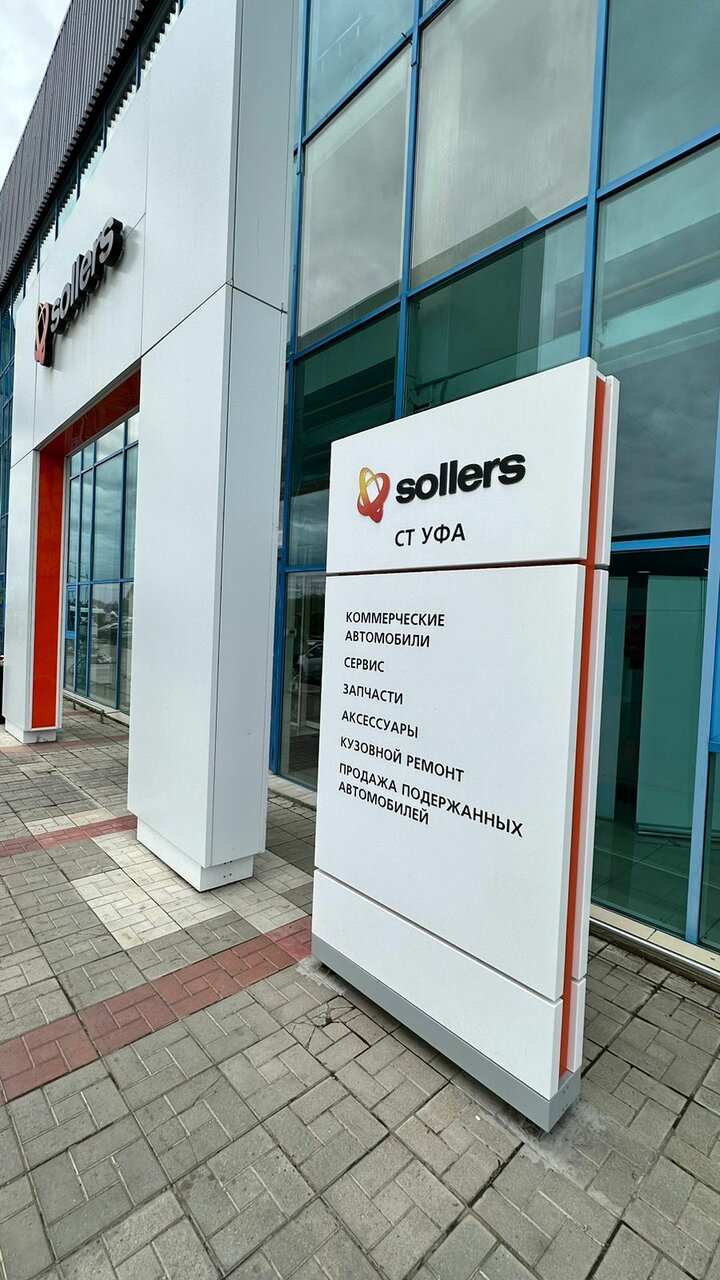 sollers
sollers
СТ УФА
КОММЕРЧЕСКИЕ
АВТОМОБИЛИ
СЕРВИС
ЗАПЧАСТИ
АКСЕССУАРЫ
КУЗОВНОЙ РЕМОНТ
ПРОДАЖА ПОДЕРЖАННЫХ
АВТОМОБИЛЕЙ